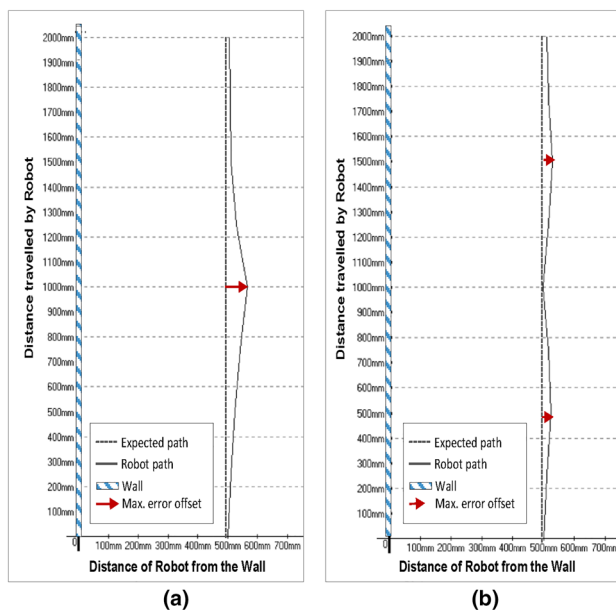 Distance travelled by Robot
2000mm
1900mm
1800mm
1700mm
1600mm
1500mm
1400mm
1300mm
1200mm
1100mm
1000mm
900mm
800mm
700mm
600mm
500mm
400mm
300mm
200mm
100mm
Expected path
Robot path
Wall
Max. error offset
0 100mm 200mm 300mm 400mm 500mm 600mm 700mm
Distance of Robot from the Wall
(a)
Distance travelled by Robot
2000mm
1900mm
1800mm
1700mm
1600mm
1500mm
1400mm
1300mm
1200mm
1100mm
1000mm
900mm
800mm
700mm
600mm
500mm
400mm
300mm
200mm
100mm
Expected path
Robot path
Wall
Max. error offset
0 100mm 200mm 300mm 400mm 500mm 600mm 700mm
Distance of Robot from the Wall
(b)